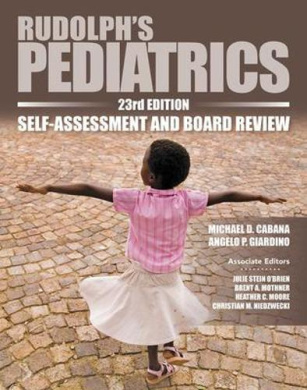 RUDOLPH'S
PEDIATRICS
23rd EDITION
SELF-ASSESSMENT AND BOARD REVIEW
MICHAEL D. CABANA
ANGELO P. GIARDINO
Associate Editors
JULIE STEIN O'BRIEN
BRENT A. MOTHNER
HEATHER C. MOORE
CHRISTIAN M. NIEDZWECKI